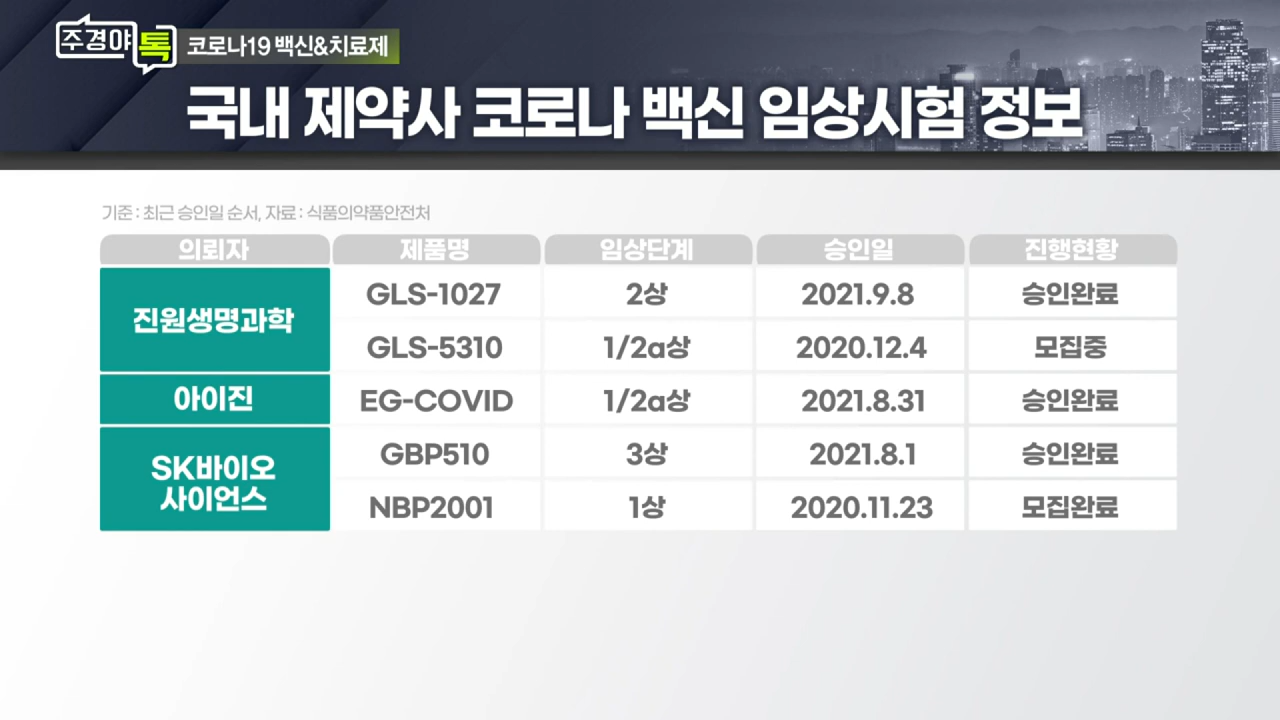 주경야톡 코로나19 백신&치료제
국내 제약사 코로나 백신 임상시험 정보
기준 : 최근 승인일 순서, 자료 : 식품의약품안전처
의뢰자 제품명 임상단계 승인일 진행현황
진원생명과학 GLS-1027 2상 2021.9.8 승인완료
GLS-5310 1/2a상 2020.12.4 모집중
아이진 EG-COVID 1/2a상 2021.8.31 승인완료
SK바이오
사이언스
GBP510 3상 2021.8.1 승인완료
NBP2001 1상 2020.11.23 모집완료